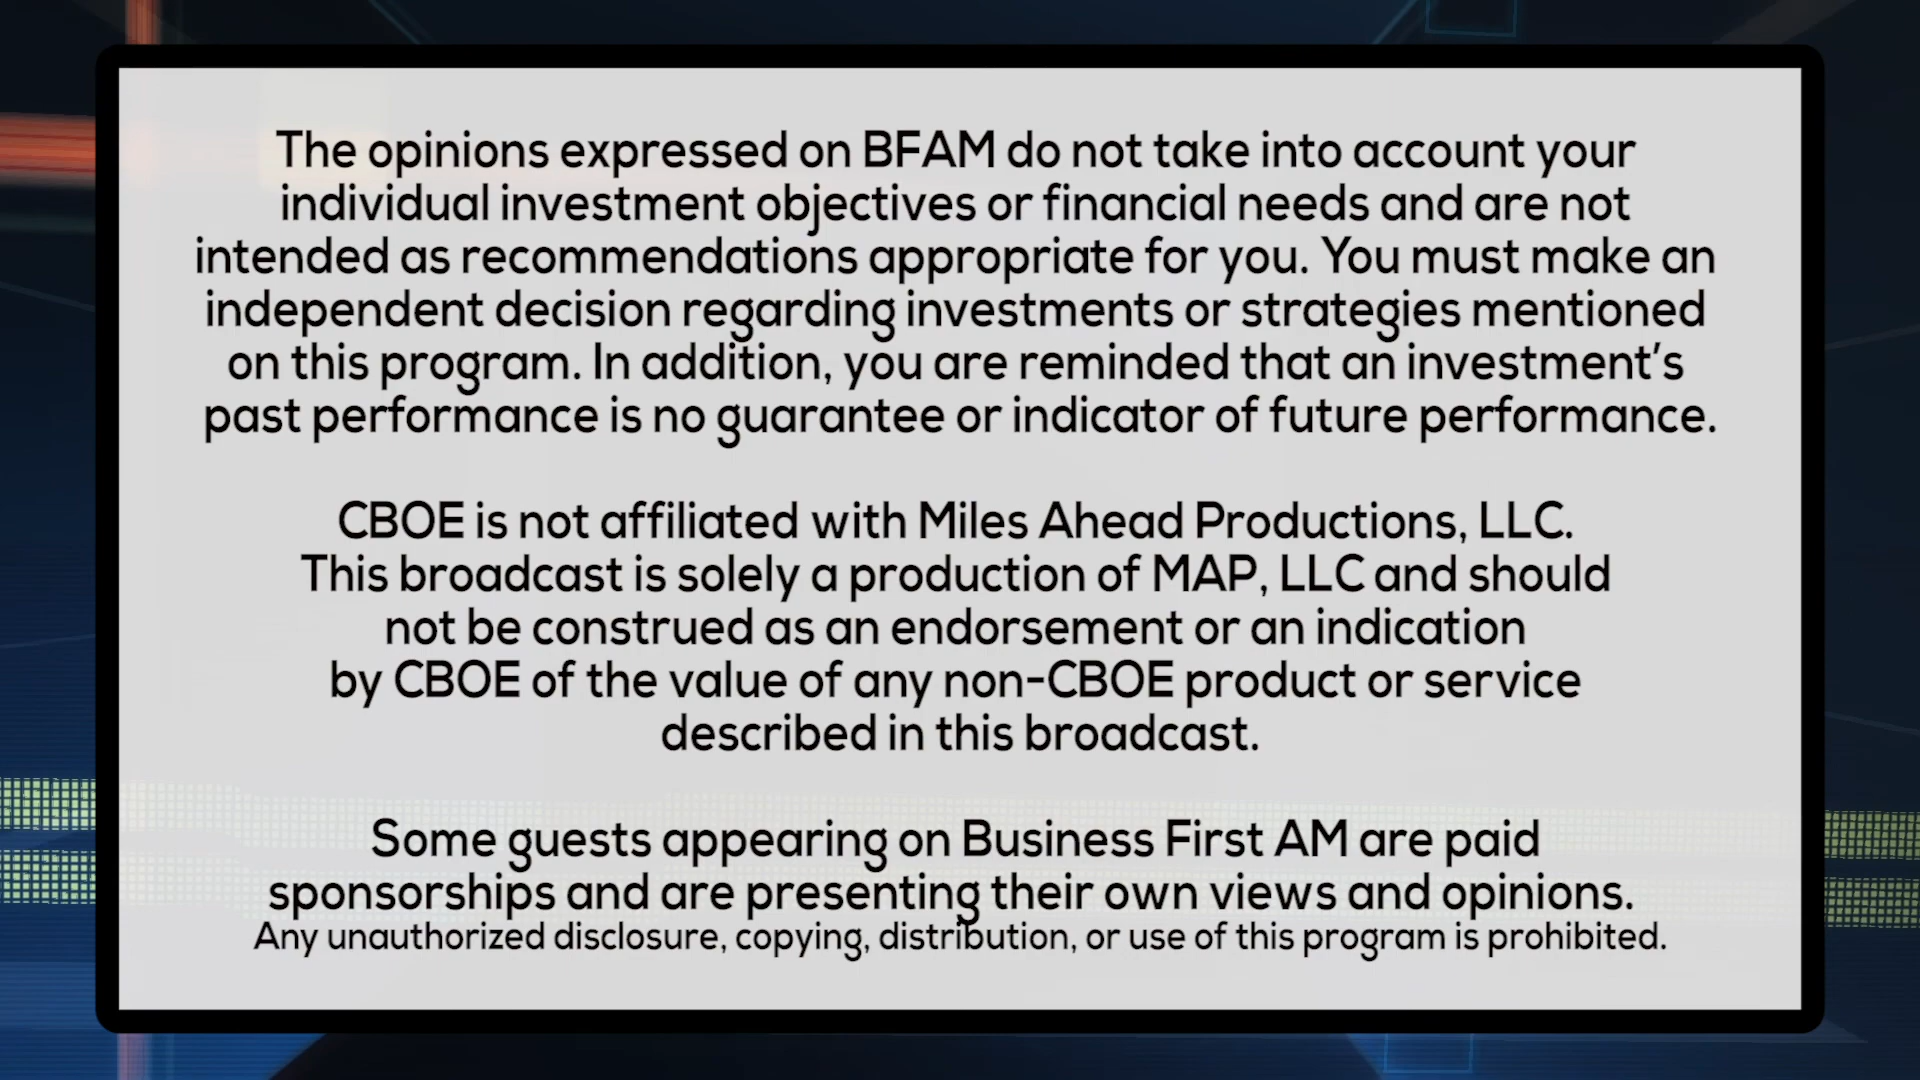 The opinions expressed on BFAM do not take into account your
individual investment objectives or financial needs and are not
intended as recommendations appropriate for you. You must make an
independent decision regarding investments or strategies mentioned
on this program. In addition, you are reminded that an investment’s
past performance is no guarantee or indicator of future performance.
CBOE is not affiliated with Miles Ahead Productions, LLC.
This broadcast is solely a production of MAP, LLC and should
not be construed as an endorsement or an indication
by CBOE of the value of any non-CBOE product or service
described in this broadcast.
Some guests appearing on Business First AM are paid
sponsorships and are presenting their own views and opinions.
Any unauthorized disclosure, copying, distribution, or use of this program is prohibited.